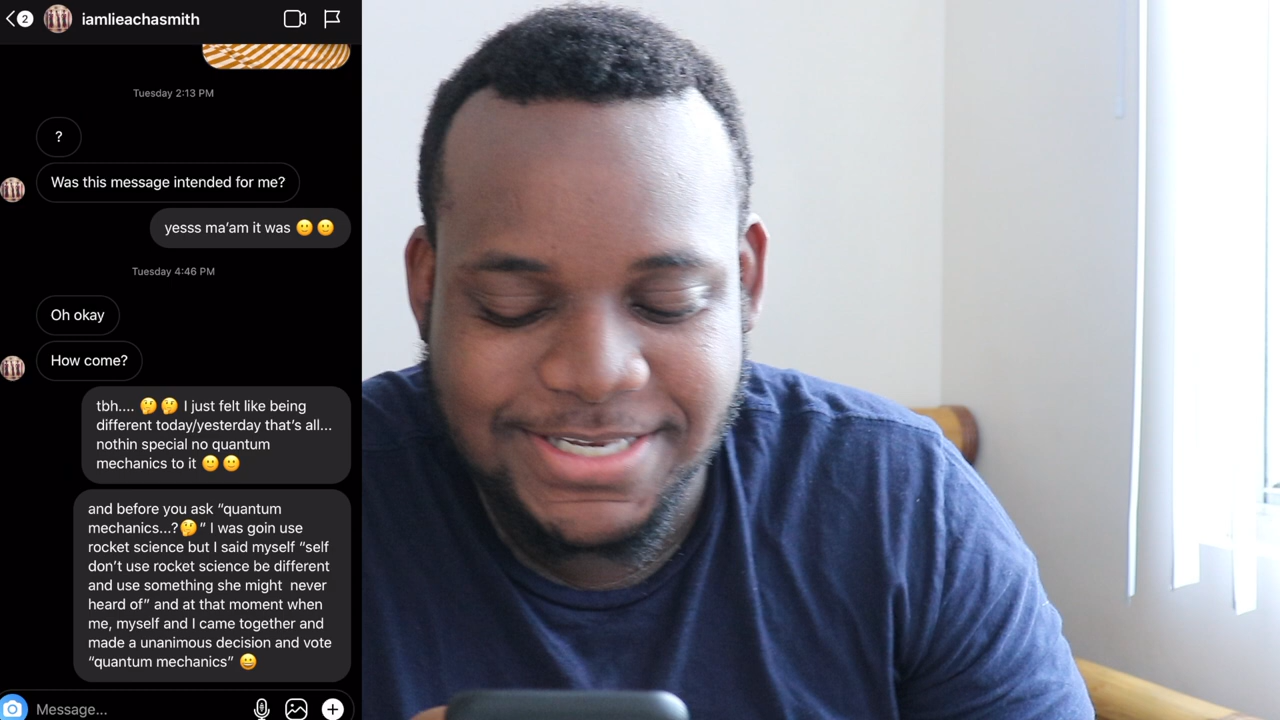 2
iamlieachasmith
Tuesday 2:13 PM
?
Was this message intended for me?
yesss ma’am it was 🙂🙂
Tuesday 4:46 PM
Oh okay
How come?
tbh.... 🤔🤔 I just felt like being
different today/yesterday that’s all...
nothin special no quantum
mechanics to it 🙂🙂
and before you ask “quantum
mechanics...?🤔“ I was goin use
rocket science but I said myself “self
don’t use rocket science be different
and use something she might  never
heard of” and at that moment when
me, myself and I came together and
made a unanimous decision and vote
“quantum mechanics” 😀
Message...